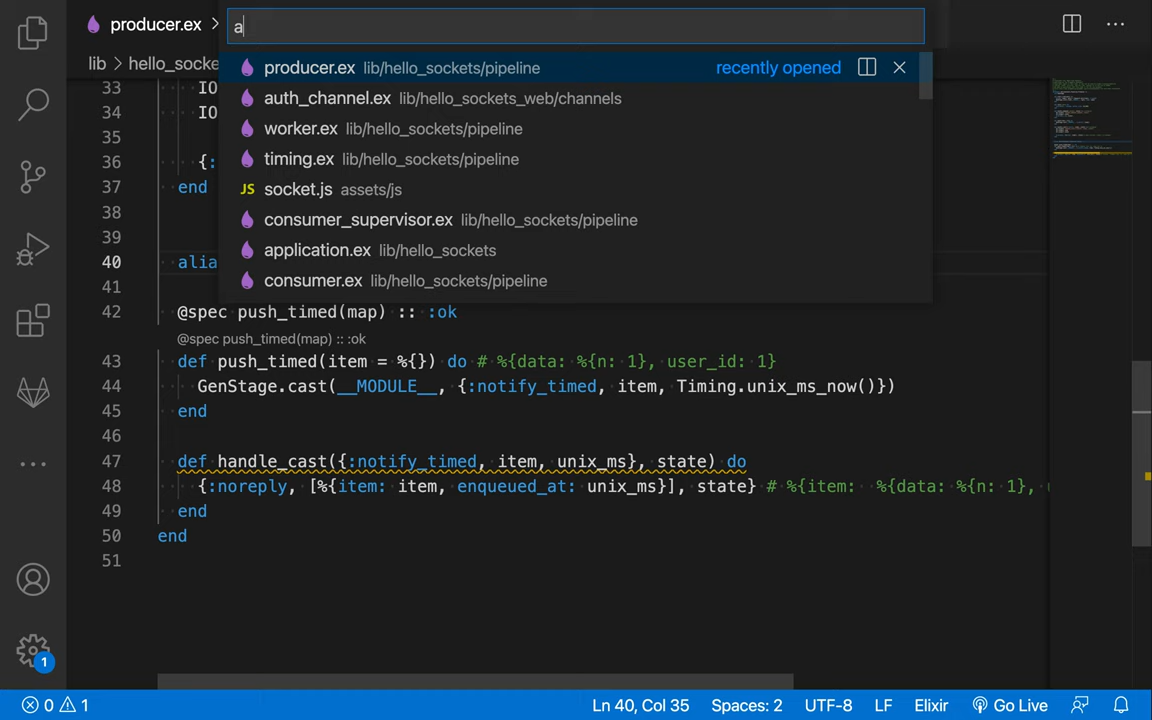 producer.ex >
a
lib > hello_socke
producer.ex lib/hello_sockets/pipeline recently opened
auth_channel.ex lib/hello_sockets_web/channels
worker.ex lib/hello_sockets/pipeline
timing.ex lib/hello_sockets/pipeline
JS socket.js assets/js
consumer_supervisor.ex lib/hello_sockets/pipeline
application.ex lib/hello_sockets
consumer.ex lib/hello_sockets/pipeline
33 IO
34 IO
35
36 {:
37 end
38
39
40 alia
41
42 @spec push_timed(map) :: :ok
@spec push_timed(map) :: :ok
43 def push_timed(item = %{}) do # %{data: %{n: 1}, user_id: 1}
44 GenStage.cast(__MODULE__, {:notify_timed, item, Timing.unix_ms_now()})
45 end
46
47 def handle_cast({:notify_timed, item, unix_ms}, state) do
48 {:noreply, [%{item: item, enqueued_at: unix_ms}], state} # %{item: %{data: %{n: 1},
49 end
50 end
51
1
0 1 Ln 40, Col 35 Spaces: 2 UTF-8 LF Elixir Go Live